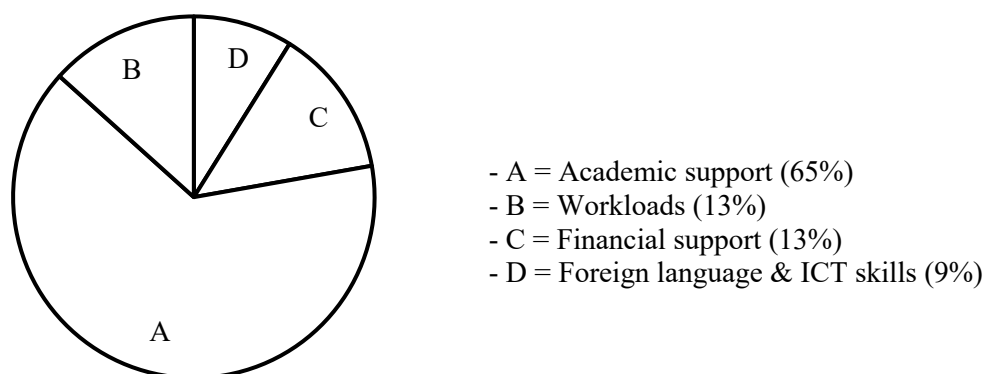 D
B
C
- A = Academic support (65%)
- B = Workloads (13%)
- C = Financial support (13%)
- D = Foreign language & ICT skills (9%)
A